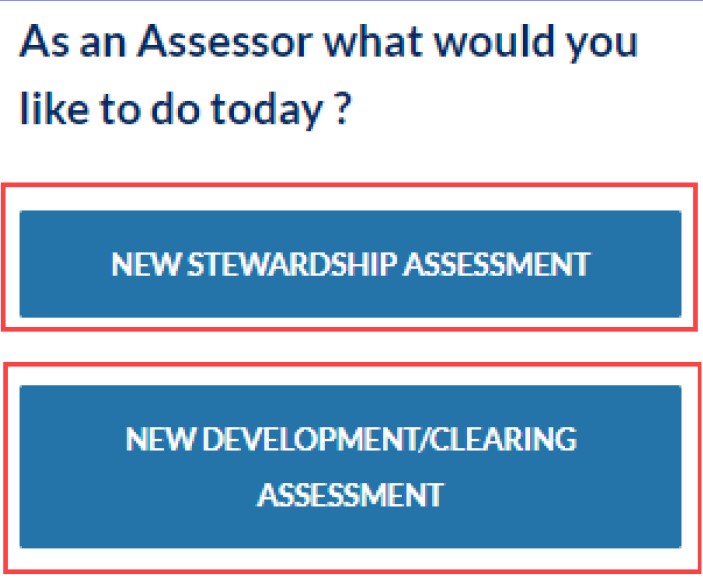 As an Assessor what would you
like to do today ?
NEW STEWARDSHIP ASSESSMENT
NEW DEVELOPMENT/CLEARING
ASSESSMENT